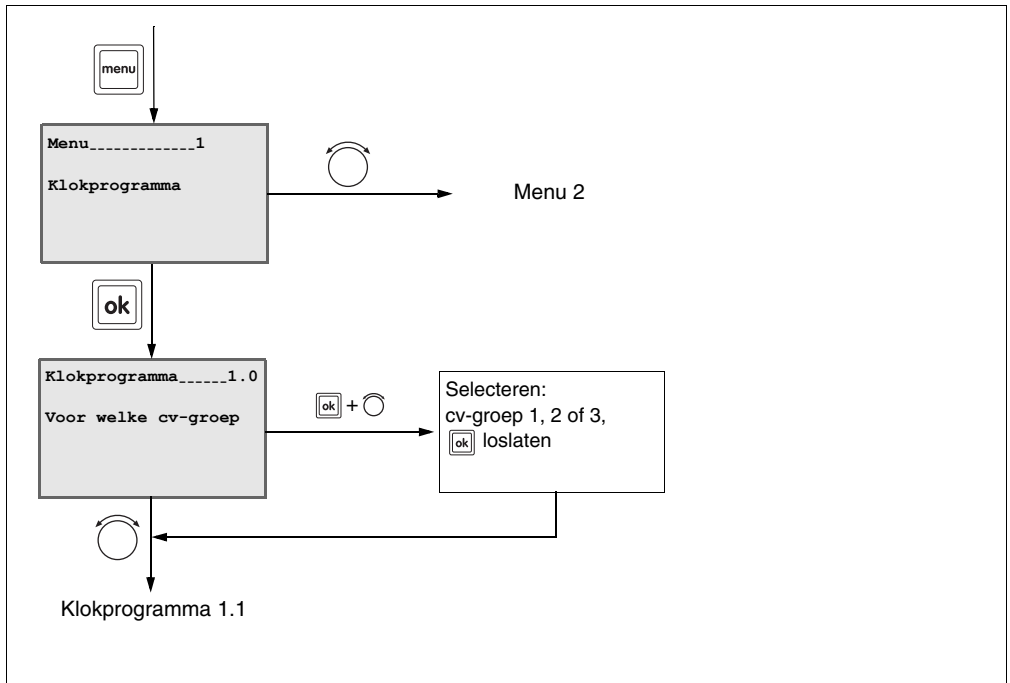 menu
Menu_____________1
Klokprogramma
Menu 2
ok
Klokprogramma______1.0
Voor welke cv-groep
ok +
Selecteren:
cv-groep 1, 2 of 3,
ok loslaten
Klokprogramma 1.1